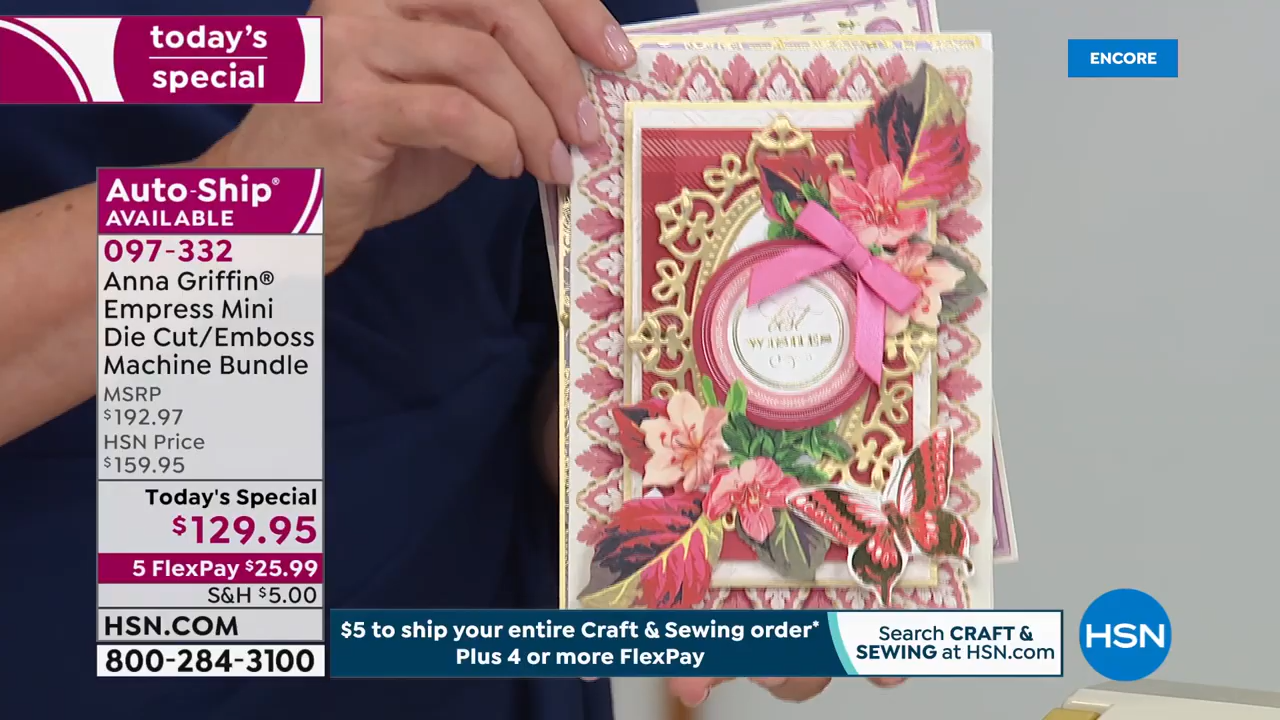 today's
special
ENCORE
Auto-Ship®
AVAILABLE
097-332
Anna Griffin®
Empress Mini
Die Cut/Emboss
Machine Bundle
MSRP
$192.97
HSN Price
$159.95
Today's Special
$129.95
5 FlexPay $25.99
S&H $5.00
HSN.COM
800-284-3100
best
WISHES
$5 to ship your entire Craft & Sewing order*
Plus 4 or more FlexPay
Search CRAFT &
SEWING at HSN.com
HSN